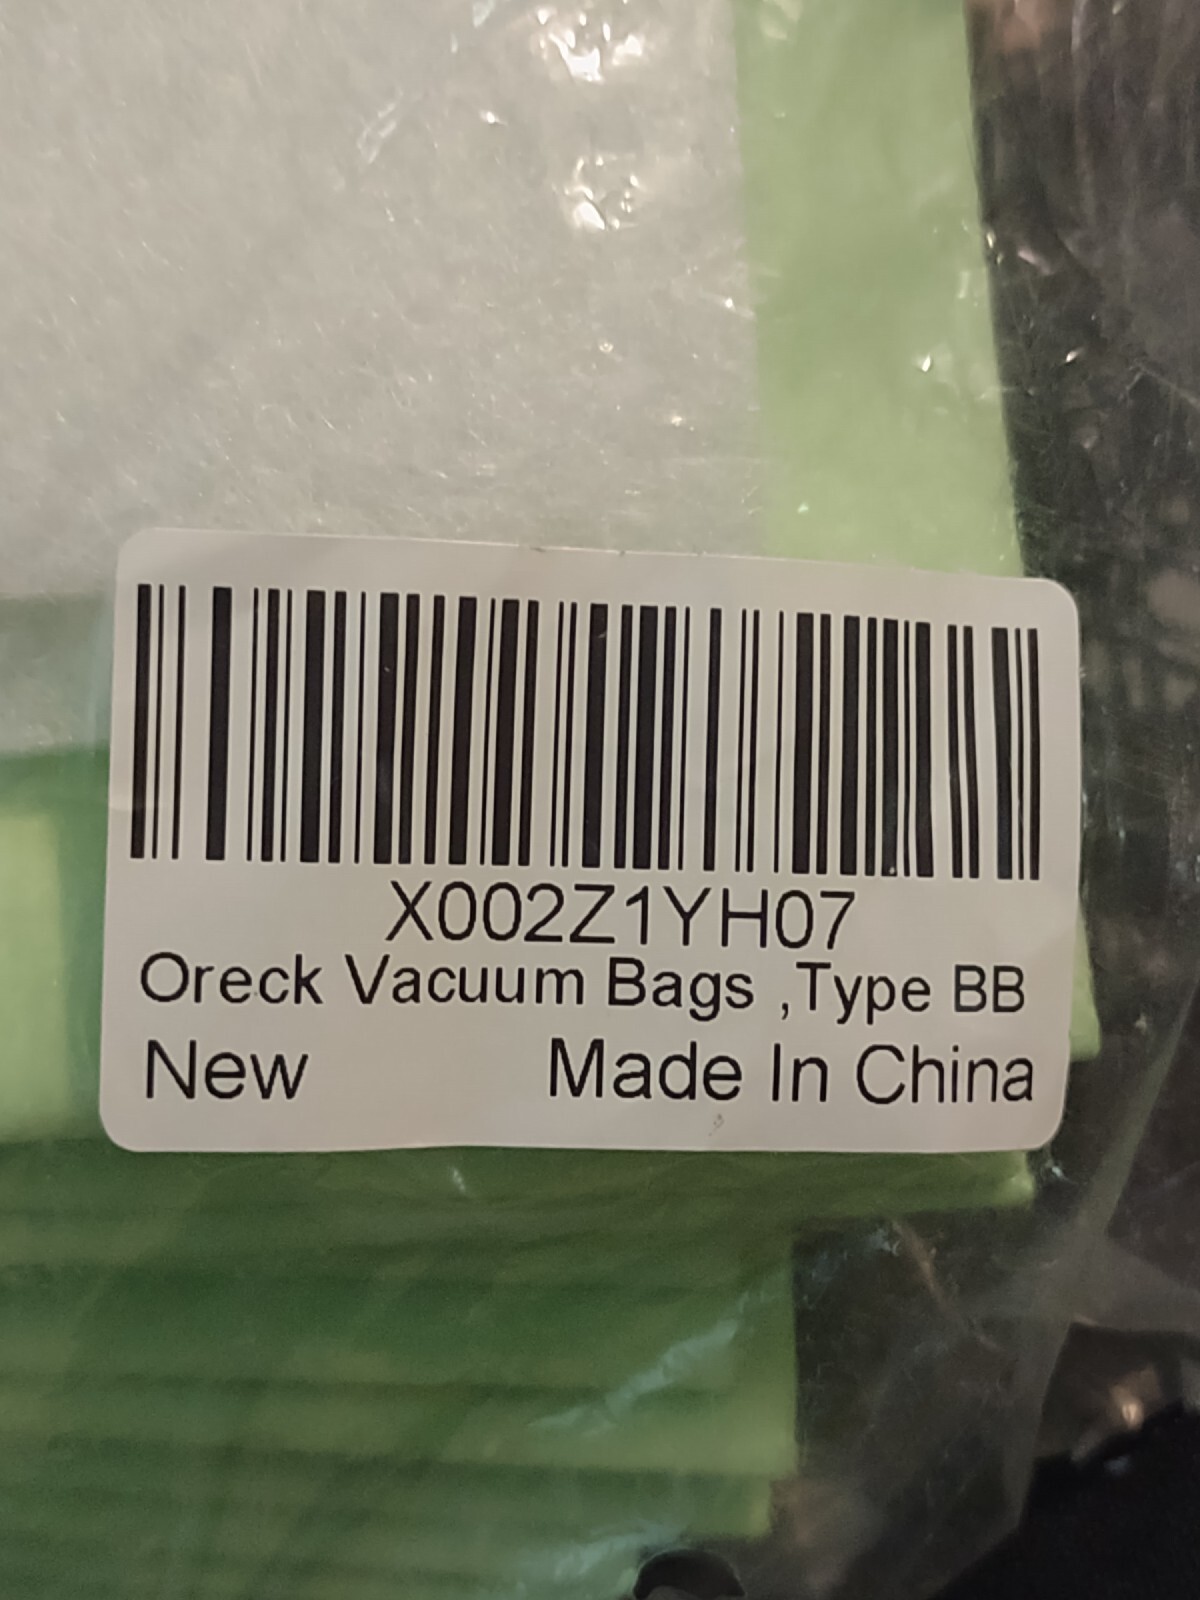 X002Z1YH07
Oreck Vacuum Bags ,Type BB
New Made In China